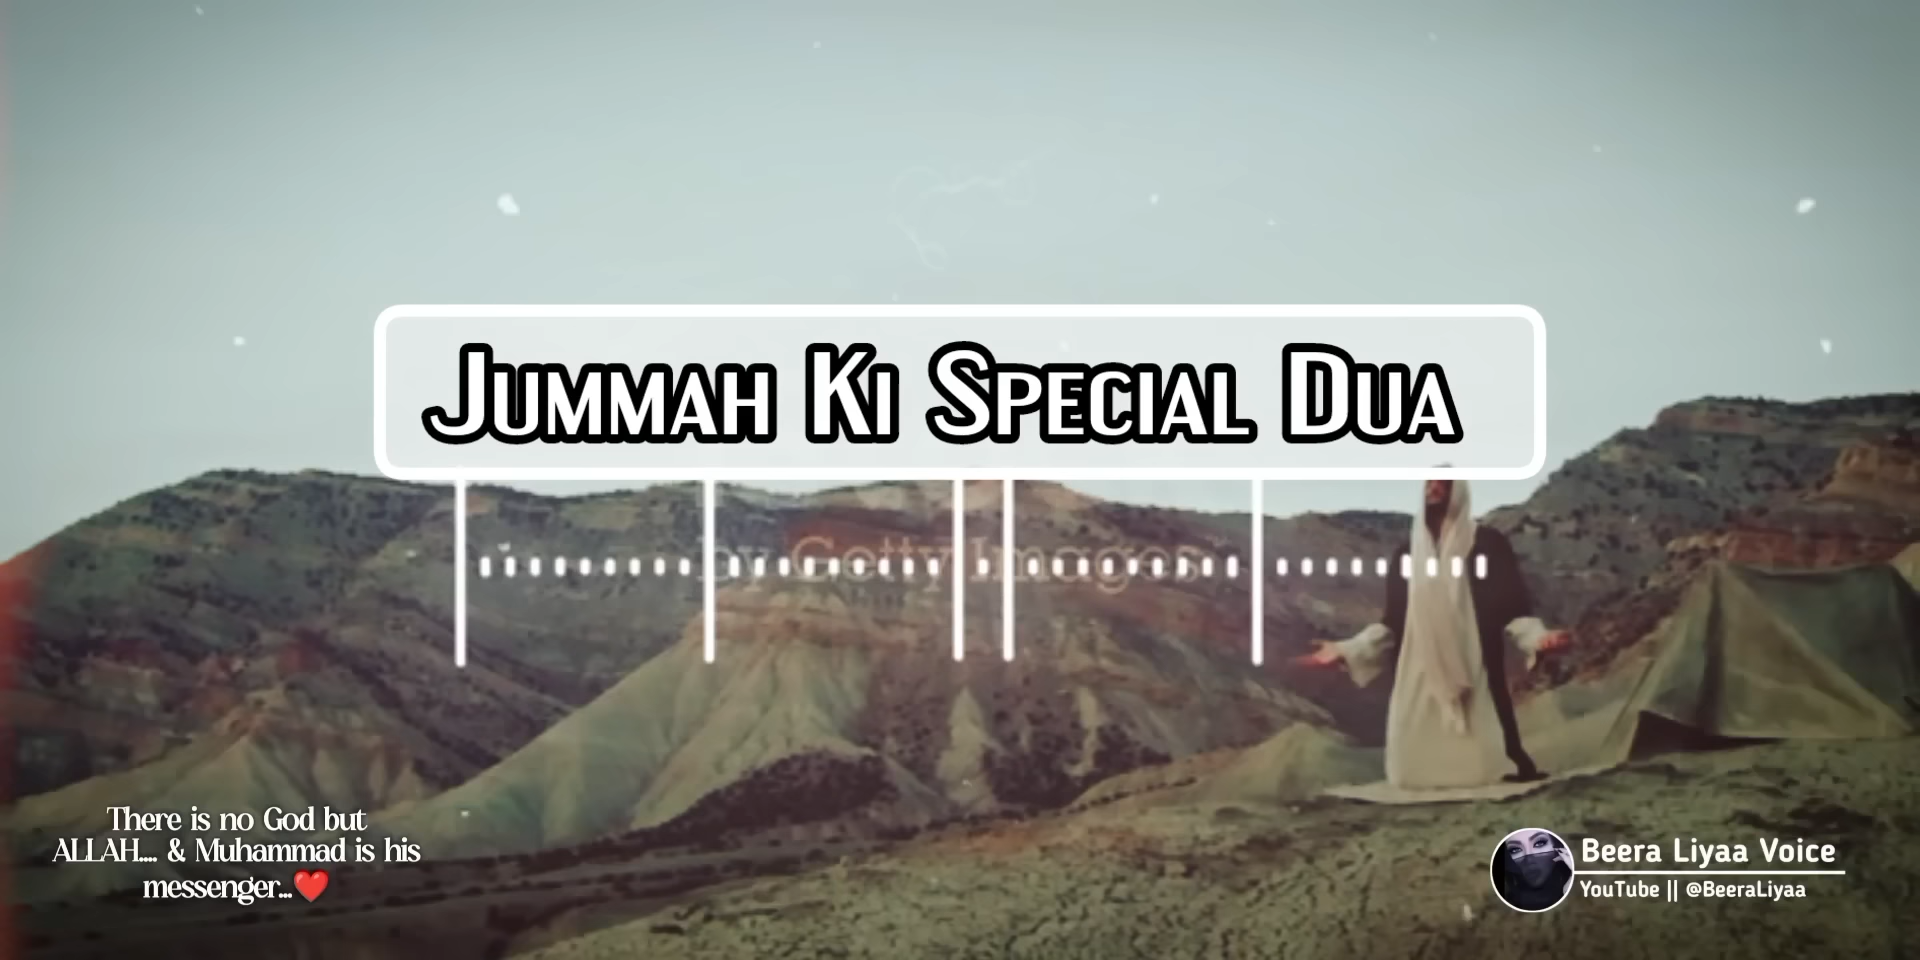 Jummah Ki Special Dua
by Getty Images
There is no God but
ALLAH.... & Muhammad is his
messenger...❤️
Beera Liyaa Voice
YouTube || @BeeraLiyaa